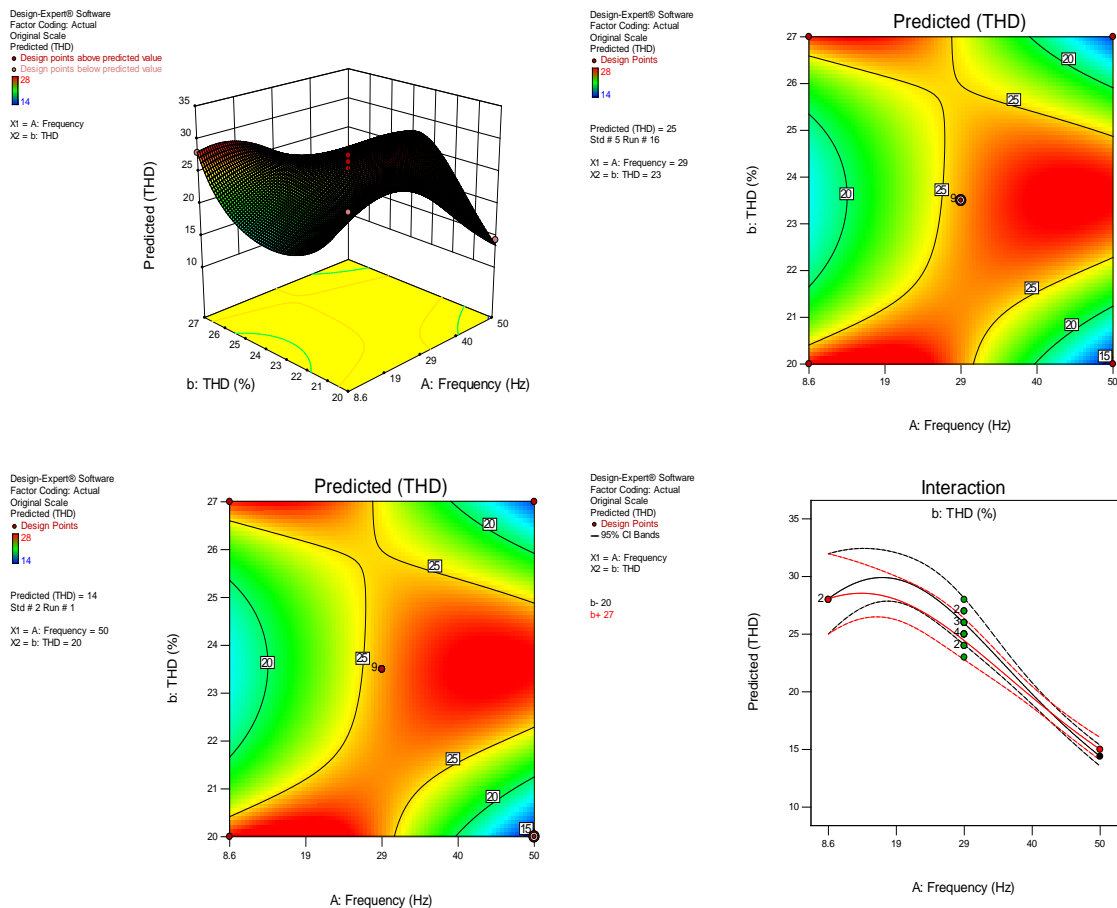 Design-Expert® Software
Factor Coding: Actual
Original Scale
Predicted (THD)
Design points above predicted value
Design points below predicted value
28
14
X1 = A: Frequency
X2 = b: THD
35
30
25
20
15
10
Predicted (THD)
27
26
25
24
23
22
21
20
8.6
19
29
40
50
b: THD (%)
A: Frequency (Hz)
Design-Expert® Software
Factor Coding: Actual
Original Scale
Predicted (THD)
Design Points
28
14
Predicted (THD) = 25
Std # 5 Run # 16
X1 = A: Frequency = 29
X2 = b: THD = 23
Predicted (THD)
27
26
25
24
23
22
21
20
b: THD (%)
20
25
20
25
9
25
20
15
8.6
19
29
40
50
A: Frequency (Hz)
Design-Expert® Software
Factor Coding: Actual
Original Scale
Predicted (THD)
Design Points
28
14
Predicted (THD) = 14
Std # 2 Run # 1
X1 = A: Frequency = 50
X2 = b: THD = 20
Predicted (THD)
27
26
25
24
23
22
21
20
b: THD (%)
20
25
20
25
9
25
20
15
8.6
19
29
40
50
A: Frequency (Hz)
Design-Expert® Software
Factor Coding: Actual
Original Scale
Predicted (THD)
Design Points
95% CI Bands
X1 = A: Frequency
X2 = b: THD
b- 20
b+ 27
Interaction
b: THD (%)
35
30
25
20
15
10
Predicted (THD)
2
2
3
4
2
8.6
19
29
40
50
A: Frequency (Hz)